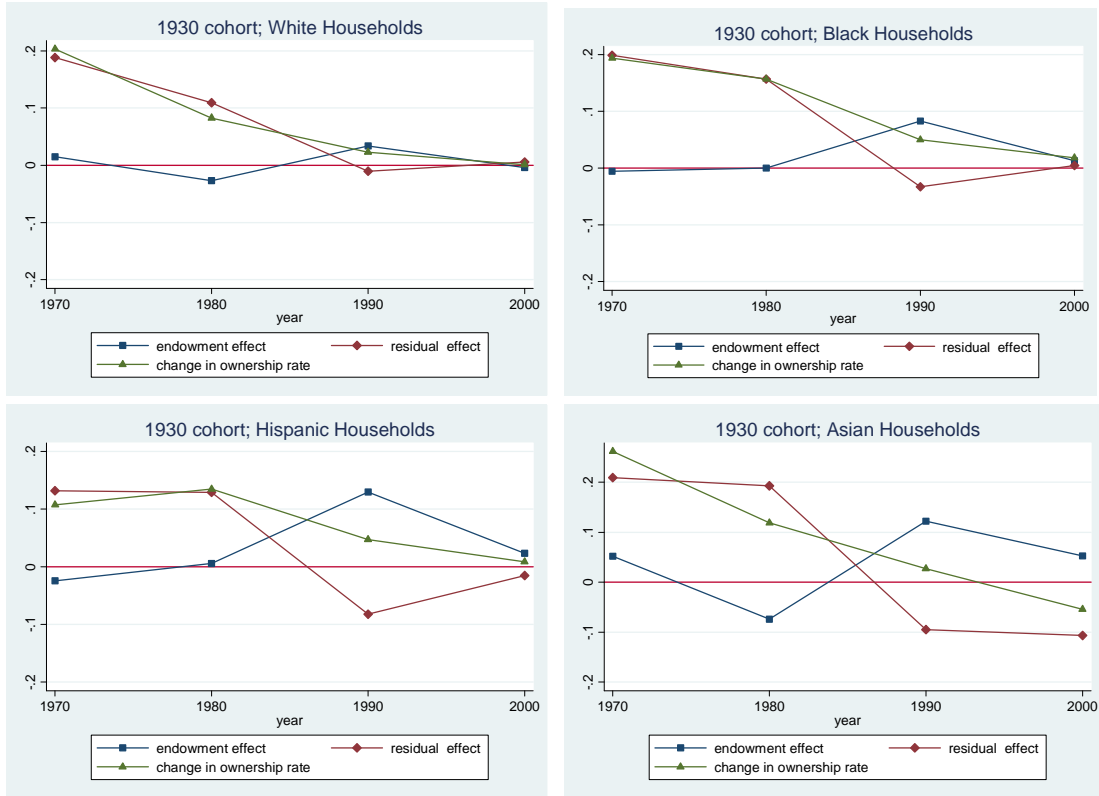 1930 cohort; White Households
.2
.1
0
-.1
-.2
1970 1980 1990 2000
year
endowment effect residual effect
change in ownership rate
1930 cohort; Black Households
.2
.1
0
-.1
-.2
1970 1980 1990 2000
year
endowment effect residual effect
change in ownership rate
1930 cohort; Hispanic Households
.2
.1
0
-.1
-.2
1970 1980 1990 2000
year
endowment effect residual effect
change in ownership rate
1930 cohort; Asian Households
.2
.1
0
-.1
-.2
1970 1980 1990 2000
year
endowment effect residual effect
change in ownership rate